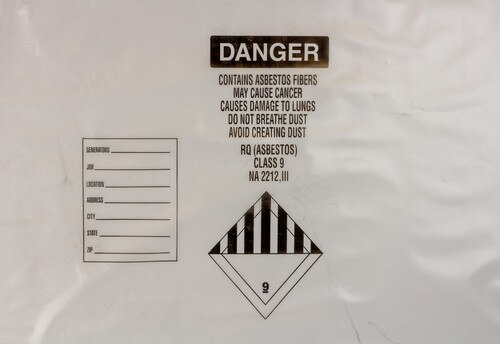 DANGER
CONTAINS ASBESTOS FIBERS
MAY CAUSE CANCER
CAUSES DAMAGE TO LUNGS
DO NOT BREATHE DUST
AVOID CREATING DUST
RQ (ASBESTOS)
CLASS 9
NA 2212,III
GENERATORS
JOB
LOCATION
ADDRESS
CITY
STATE
ZIP
9